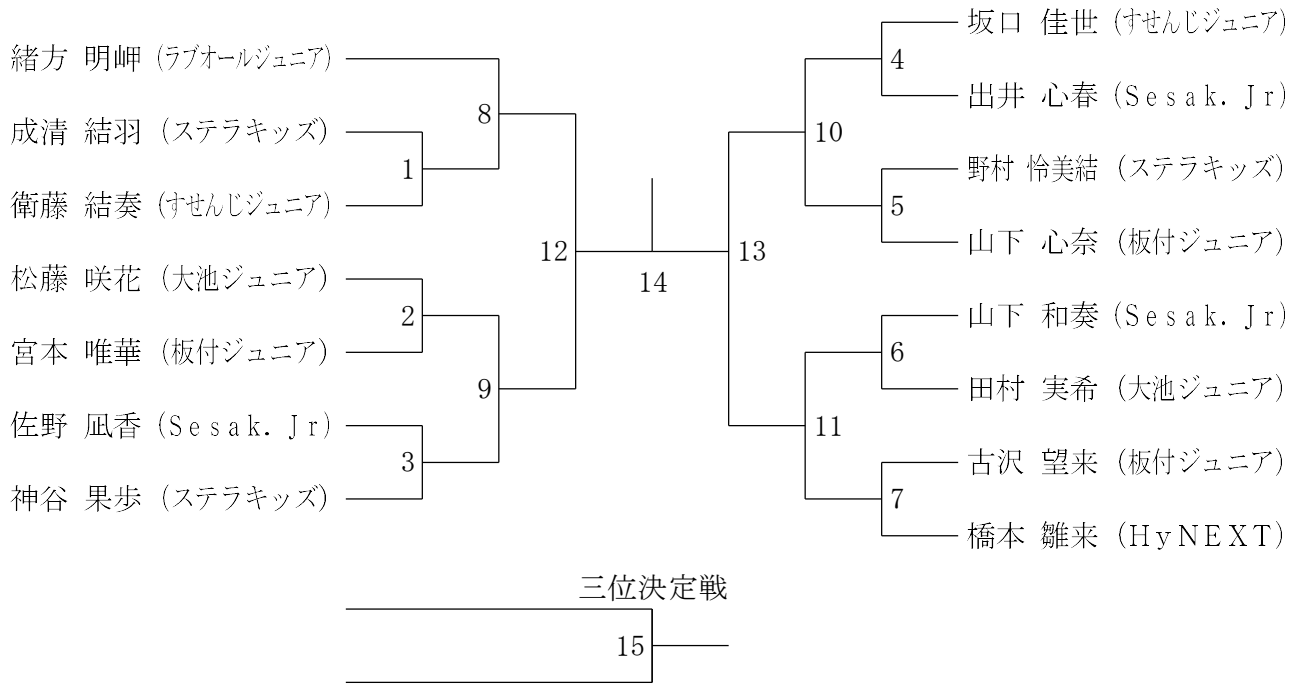 緒方 明岬 (ラブオールジュニア)
成清 結羽 (ステラキッズ)
衛藤 結奏 (すせんじジュニア)
松藤 咲花 (大池ジュニア)
宮本 唯華 (板付ジュニア)
佐野 凪香 (Sesak.Jr)
神谷 果歩 (ステラキッズ)
8
1
2
9
3
12
14
13
坂口 佳世 (すせんじジュニア)
4
出井 心春 (Sesak.Jr)
10
野村 怜美結 (ステラキッズ)
5
山下 心奈 (板付ジュニア)
山下 和奏 (Sesak.Jr)
6
田村 実希 (大池ジュニア)
11
古沢 望来 (板付ジュニア)
7
橋本 雛来 (HyNEXT)
三位決定戦
15